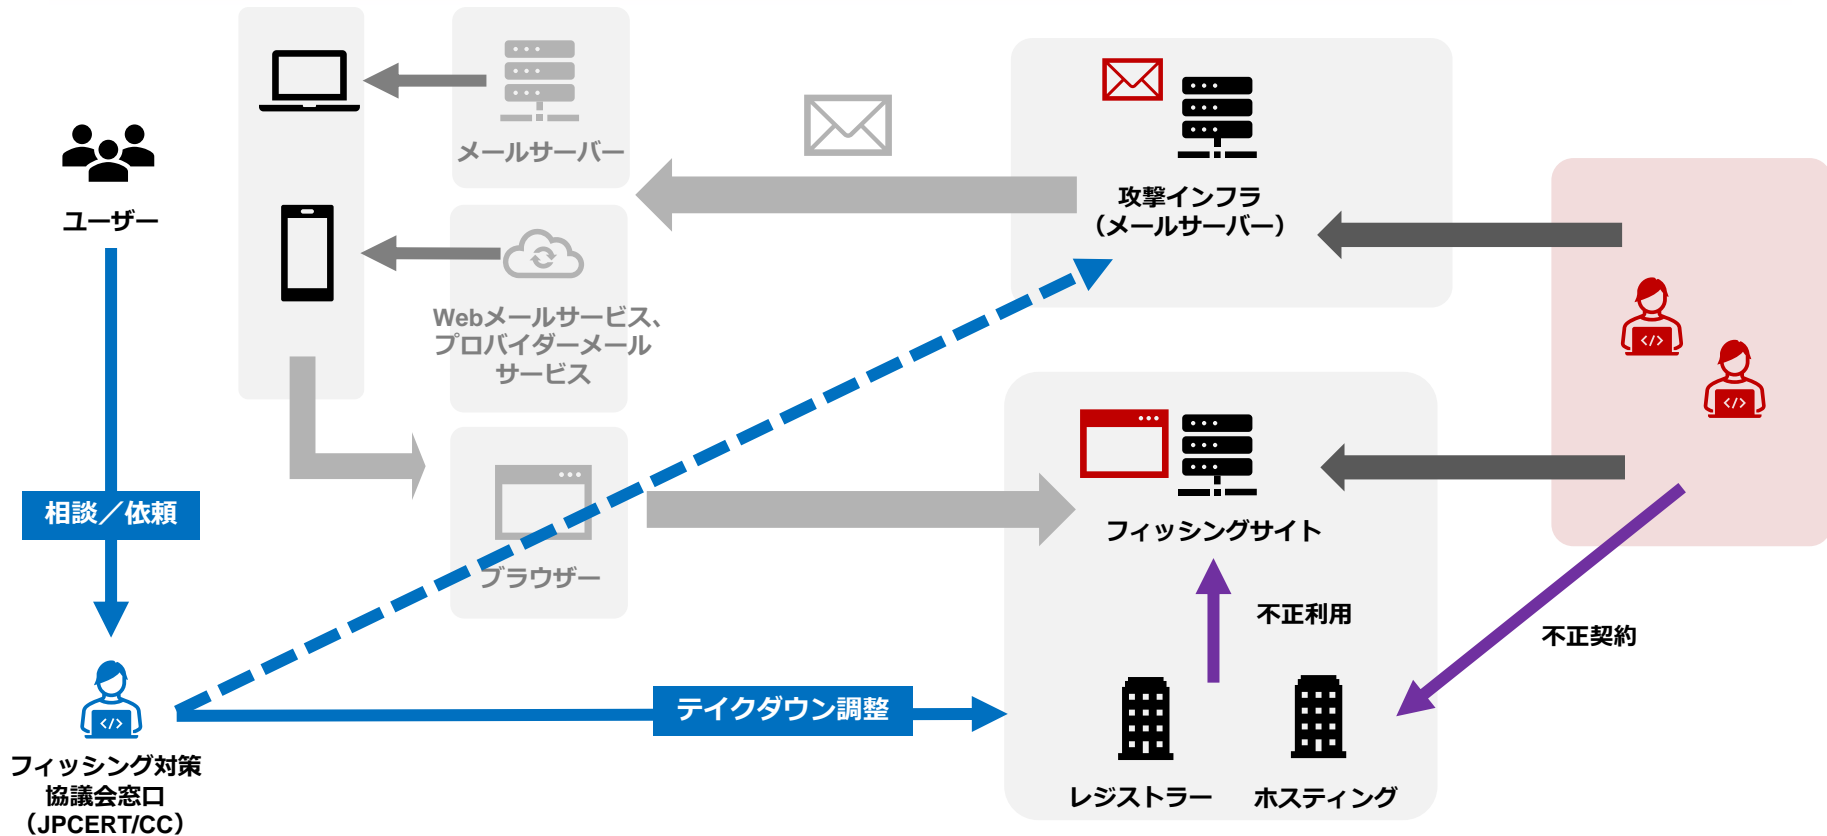 メールサーバー
ユーザー
攻撃インフラ
（メールサーバー）
Webメールサービス、
プロバイダーメール
サービス
相談／依頼
フィッシングサイト
ブラウザー
不正利用
不正契約
テイクダウン調整
フィッシング対策
協議会窓口
（JPCERT/CC）
レジストラー
ホスティング